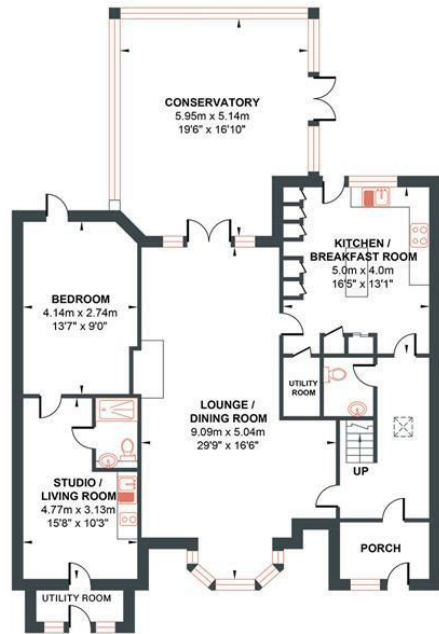 CONSERVATORY
5.95m x 5.14m
19'6" x 16'10"
KITCHEN /
BREAKFAST ROOM
5.0m x 4.0m
16'5" x 13'1"
BEDROOM
4.14m x 2.74m
13'7" x 9'0"
UTILITY
ROOM
LOUNGE /
DINING ROOM
9.09m x 5.04m
29'9" x 16'6"
UP
STUDIO /
LIVING ROOM
4.77m x 3.13m
15'8" x 10'3"
PORCH
UTILITY ROOM